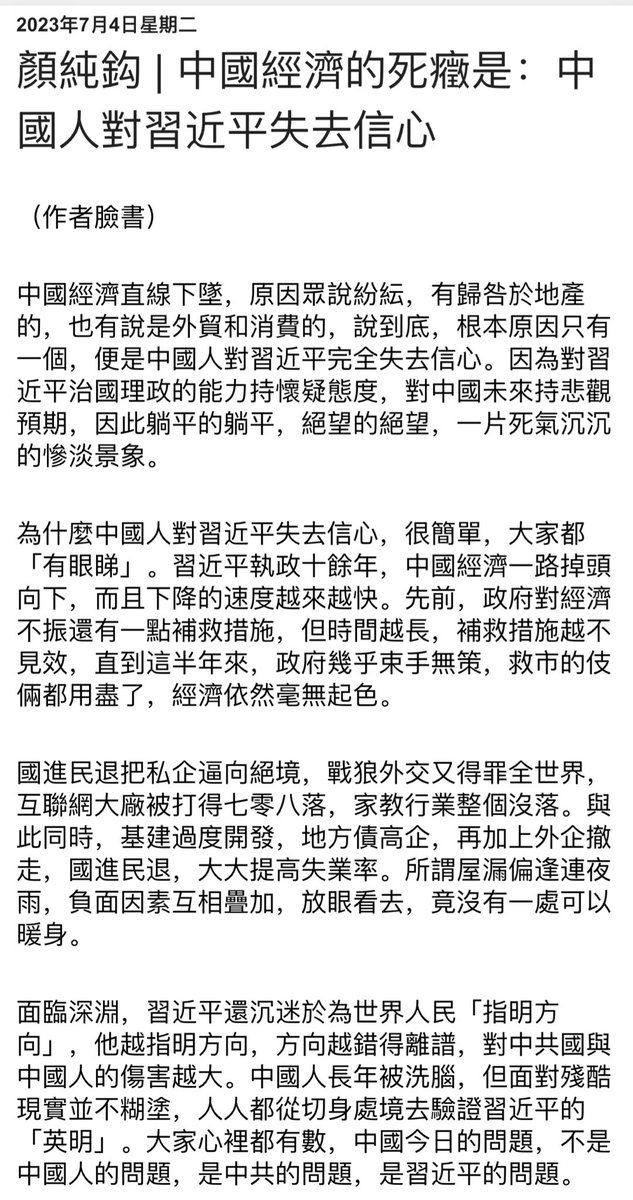 2023年7月4日星期二
顏純鈎 | 中國經濟的死癥是：中
國人對習近平失去信心
（作者臉書）
中國經濟直線下墜，原因眾說紛紜，有歸咎於地產
的，也有說是外貿和消費的，說到底，根本原因只有
一個，便是中國人對習近平完全失去信心。因為對習
近平治國理政的能力持懷疑態度，對中國未來持悲觀
預期，因此躺平的躺平，絕望的絕望，一片死氣沉沉
的慘淡景象。
為什麼中國人對習近平失去信心，很簡單，大家都
「有眼睇」。習近平執政十餘年，中國經濟一路掉頭
向下，而且下降的速度越來越快。先前，政府對經濟
不振還有一點補救措施，但時間越長，補救措施越不
見效，直到這半年來，政府幾乎束手無策，救市的伎
倆都用盡了，經濟依然毫無起色。
國進民退把私企逼向絕境，戰狼外交又得罪全世界，
互聯網大廠被打得七零八落，家教行業整個沒落。與
此同時，基建過度開發，地方債高企，再加上外企撤
走，國進民退，大大提高失業率。所謂屋漏偏逢連夜
雨，負面因素互相疊加，放眼看去，竟沒有一處可以
暖身。
面臨深淵，習近平還沉迷於為世界人民「指明方
向」，他越指明方向，方向越錯得離譜，對中共國與
中國人的傷害越大。中國人長年被洗腦，但面對殘酷
現實並不糊塗，人人都從切身處境去驗證習近平的
「英明」。大家心裡都有數，中國今日的問題，不是
中國人的問題，是中共的問題，是習近平的問題。